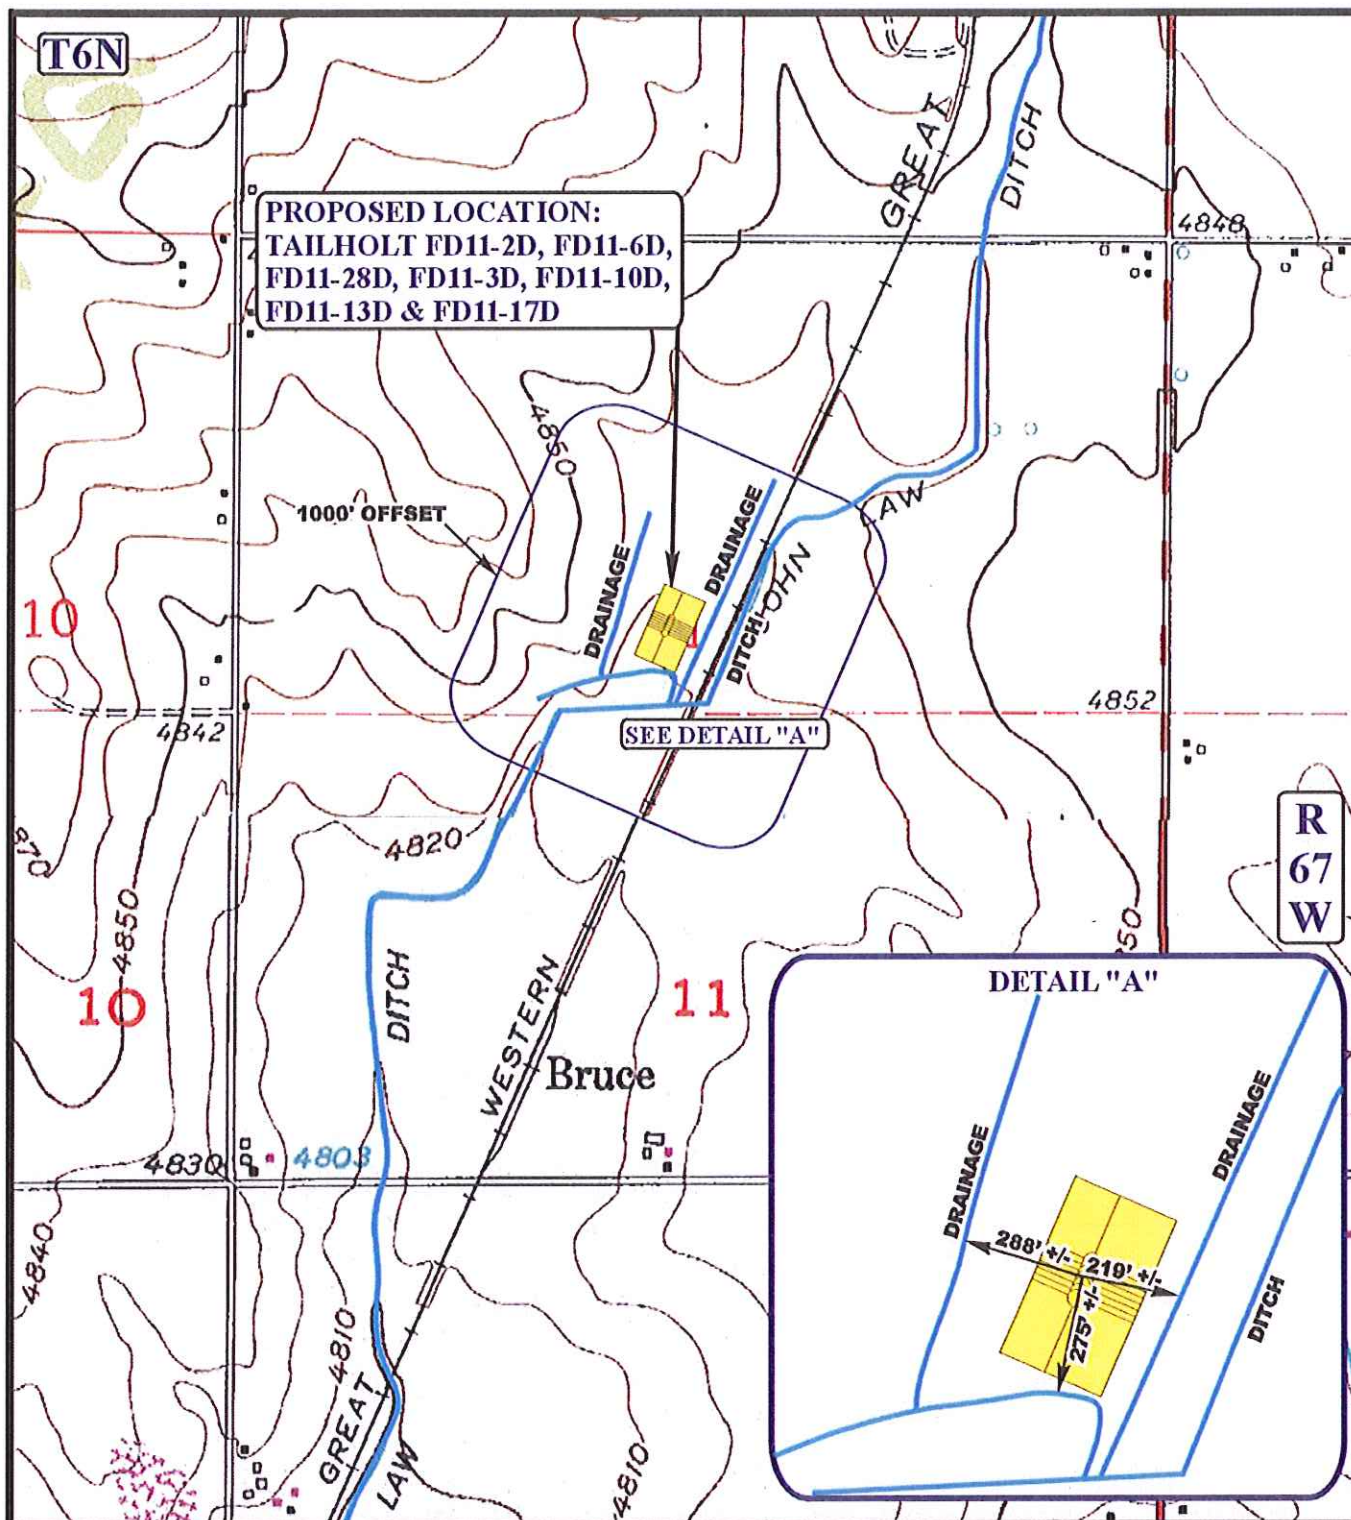 T6N
GREAT
DITCH
PROPOSED LOCATION:
TAILHOLT FD11-2D, FD11-6D,
FD11-28D, FD11-3D, FD11-10D,
FD11-13D & FD11-17D
4848
4850
1000' OFFSET
DRAINAGE
DRAINAGE
LAW
JOHN
DITCH
10
4842
4852
SEE DETAIL "A"
4820
R
67
W
4850
DITCH
WESTERN
10
11
Bruce
4830
4803
4840
4810
GREAT
LAW
4810
DETAIL "A"
DRAINAGE
DRAINAGE
288' +/-
219' +/-
275' +/-
DITCH